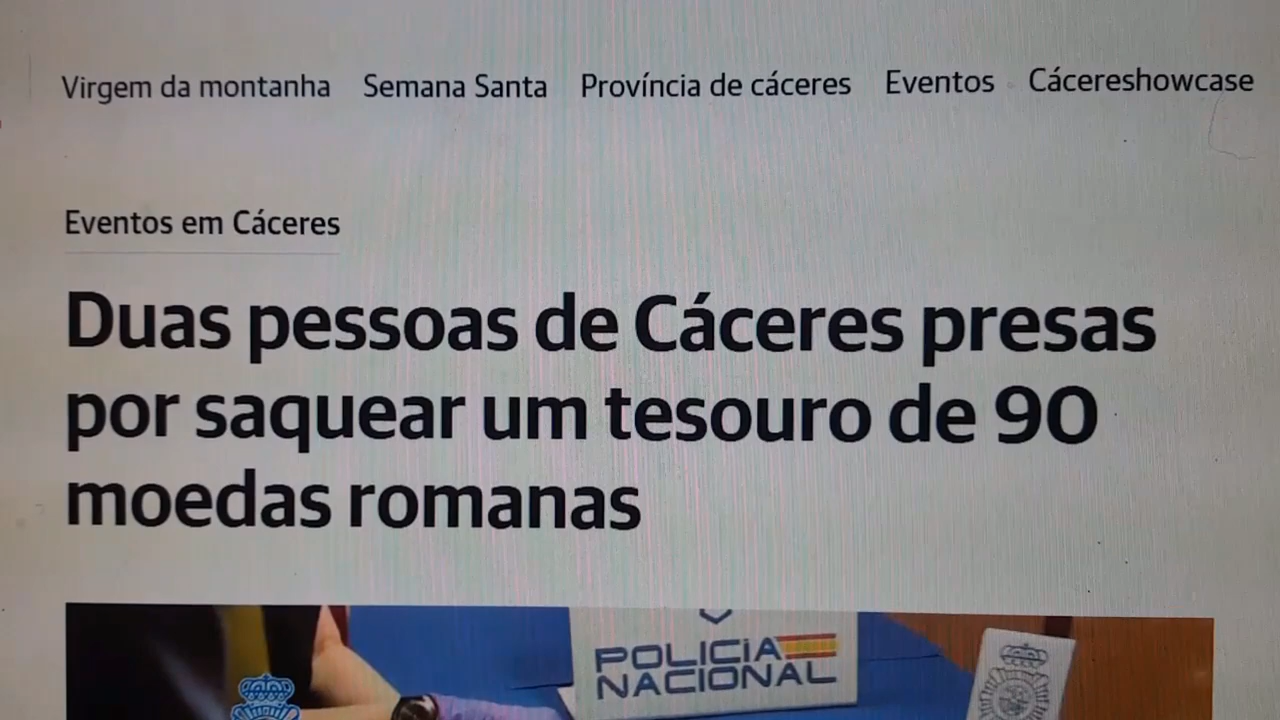 Virgem da montanha Semana Santa Província de cáceres Eventos Cácereshowcase
Eventos em Cáceres
Duas pessoas de Cáceres presas
por saquear um tesouro de 90
moedas romanas
POLICIA
NACIONAL